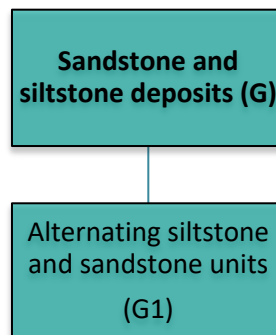 Sandstone and
siltstone deposits (G)
Alternating siltstone
and sandstone units
(G1)